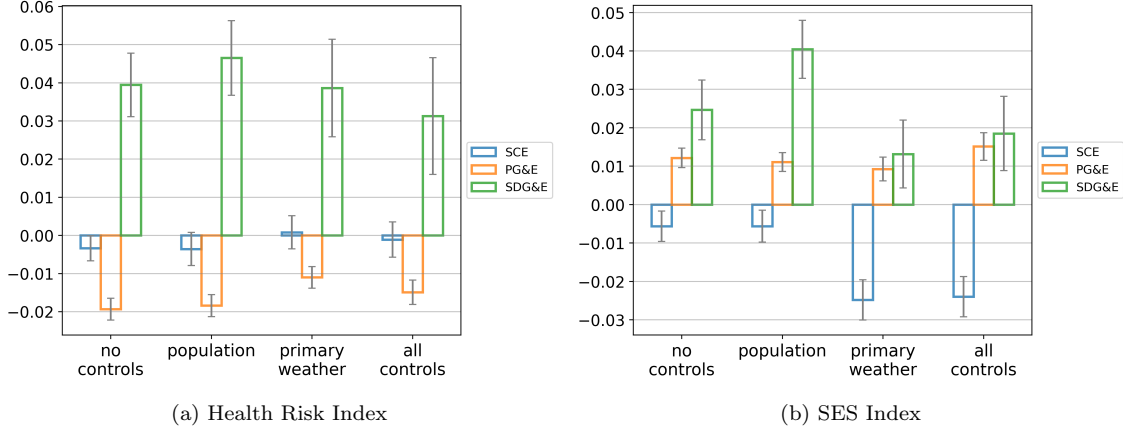 0.06
0.05
0.04
0.03
0.02
0.01
0.00
−0.01
−0.02
no
controls
population
primary
weather
all
controls
SCE
PG&E
SDG&E
(a) Health Risk Index
0.05
0.04
0.03
0.02
0.01
0.00
−0.01
−0.02
−0.03
no
controls
population
primary
weather
all
controls
SCE
PG&E
SDG&E
(b) SES Index